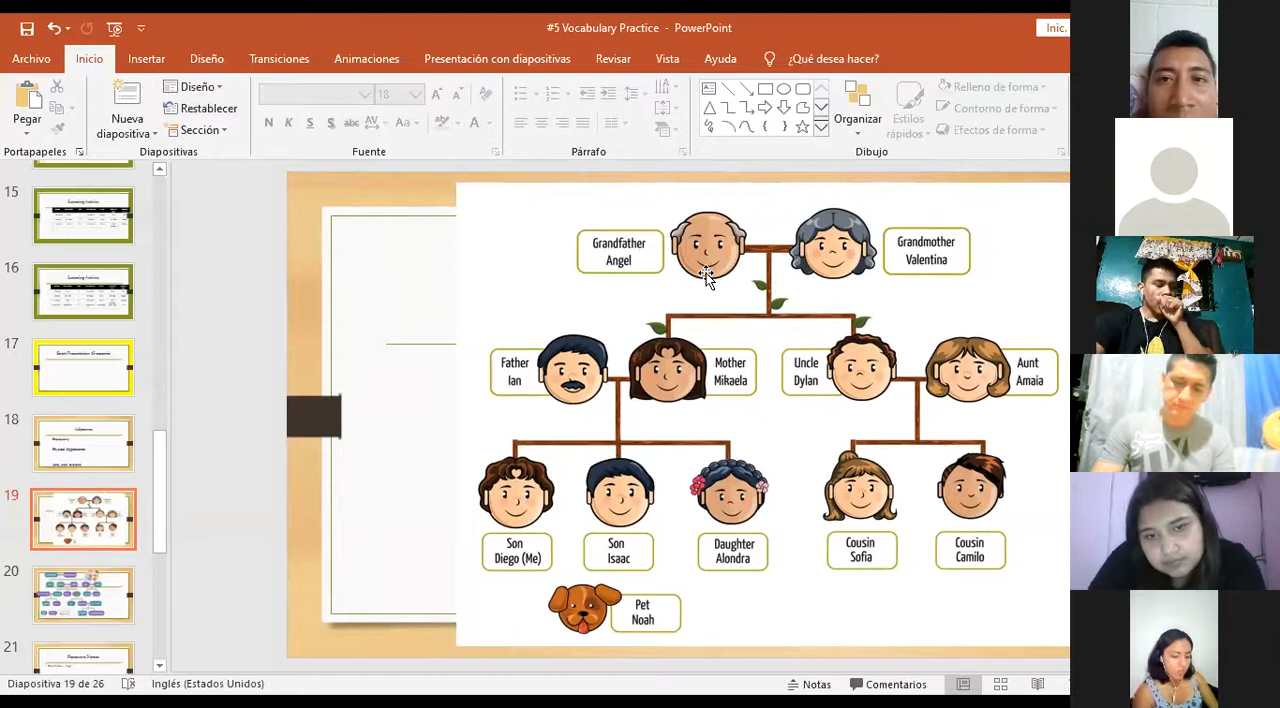 #5 Vocabulary Practice - PowerPoint
Inic.
Archivo Inicio Insertar Diseño Transiciones Animaciones Presentación con diapositivas Revisar Vista Ayuda ¿Qué desea hacer?
Pegar
Portapapeles
Nueva
diapositiva
Diseño
Restablecer
Sección
Diapositivas
18
N K S S abc AV Aa A
Fuente
Párrafo
Organizar
Estilos
rápidos
Relleno de forma
Contorno de forma
Efectos de forma
Dibujo
15
16
17
18
19
20
21
Grandfather
Angel
Grandmother
Valentina
Father
Ian
Mother
Mikaela
Uncle
Dylan
Aunt
Amaia
Son
Diego (Me)
Son
Isaac
Daughter
Alondra
Cousin
Sofia
Cousin
Camilo
Pet
Noah
Diapositiva 19 de 26 Inglés (Estados Unidos) Notas Comentarios